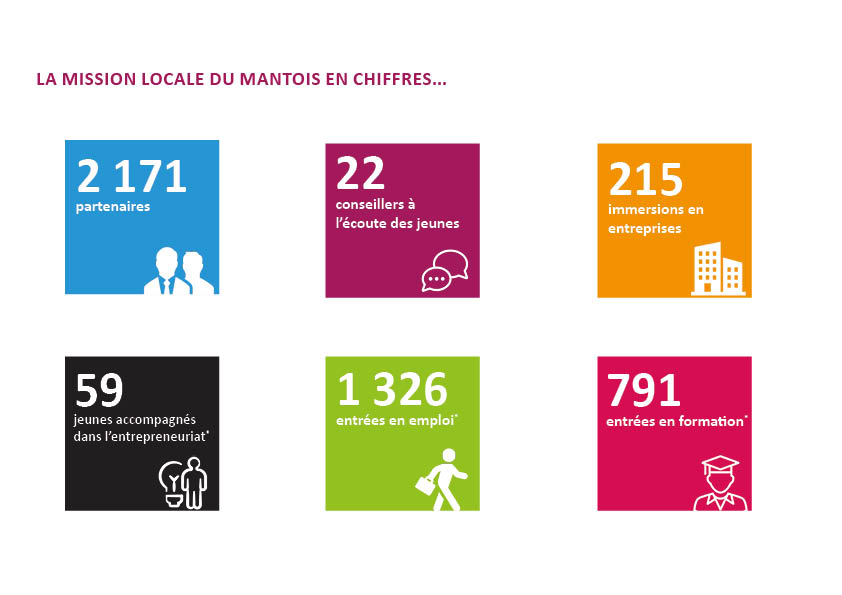 LA MISSION LOCALE DU MANTOIS EN CHIFFRES...
2 171
partenaires
22
conseillers à
l'écoute des jeunes
215
immersions en
entreprises
59
jeunes accompagnés
dans l'entrepreneuriat*
1 326
entrées en emploi*
791
entrées en formation*